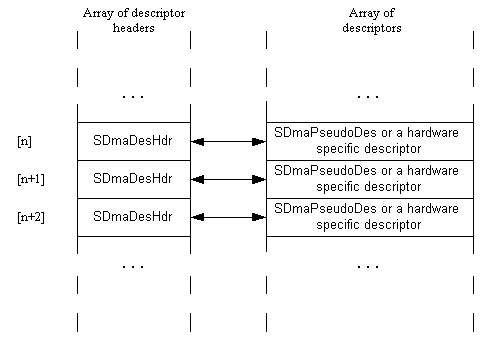 Array of descriptor
headers
Array of
descriptors
. . .
. . .
[n]
SDmaDesHdr
SDmaPseudoDes or a hardware
specific descriptor
[n+1]
SDmaDesHdr
SDmaPseudoDes or a hardware
specific descriptor
[n+2]
SDmaDesHdr
SDmaPseudoDes or a hardware
specific descriptor
. . .
. . .